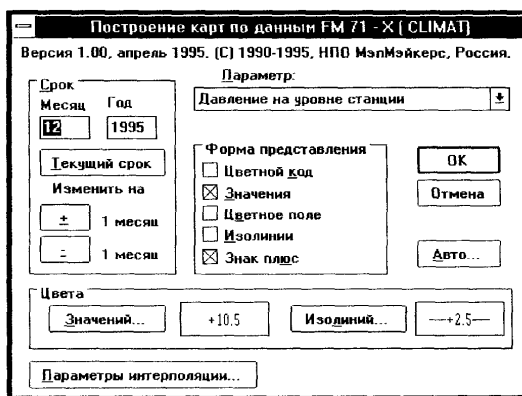 Построение карт по данным FM 71 - X ( CLIMAT)
Версия 1.00, апрель 1995. (C) 1990-1995, НПО МэпМэйкерс, Россия.
Срок
Месяц Год
12 1995
Текущий срок
Изменить на
+ 1 месяц
- 1 месяц
Параметр:
Давление на уровне станции
Форма представления
Цветной код
Значения
Цветное поле
Изолинии
Знак плюс
OK
Отмена
Авто...
Цвета
Значений... +10.5 Изолиний... —+2.5—
Параметры интерполяции...